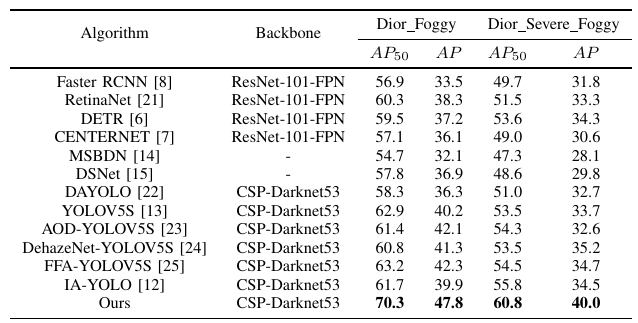 Algorithm Backbone Dior_Foggy Dior_Severe_Foggy
AP50 AP AP50 AP
Faster RCNN [8] ResNet-101-FPN 56.9 33.5 49.7 31.8
RetinaNet [21] ResNet-101-FPN 60.3 38.3 51.5 33.3
DETR [6] ResNet-101-FPN 59.5 37.2 53.6 34.3
CENTERNET [7] ResNet-101-FPN 57.1 36.1 49.0 30.6
MSBDN [14] - 54.7 32.1 47.3 28.1
DSNet [15] - 57.8 36.9 48.6 29.8
DAYOLO [22] CSP-Darknet53 58.3 36.3 51.0 32.7
YOLOV5S [13] CSP-Darknet53 62.9 40.2 53.5 33.7
AOD-YOLOV5S [23] CSP-Darknet53 61.4 42.1 54.3 32.6
DehazeNet-YOLOV5S [24] CSP-Darknet53 60.8 41.3 53.5 35.2
FFA-YOLOV5S [25] CSP-Darknet53 63.2 42.3 54.5 34.7
IA-YOLO [12] CSP-Darknet53 61.7 39.9 55.8 34.5
Ours CSP-Darknet53 70.3 47.8 60.8 40.0